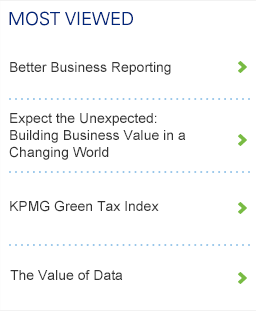 MOST VIEWED
Better Business Reporting
Expect the Unexpected:
Building Business Value in a
Changing World
KPMG Green Tax Index
The Value of Data